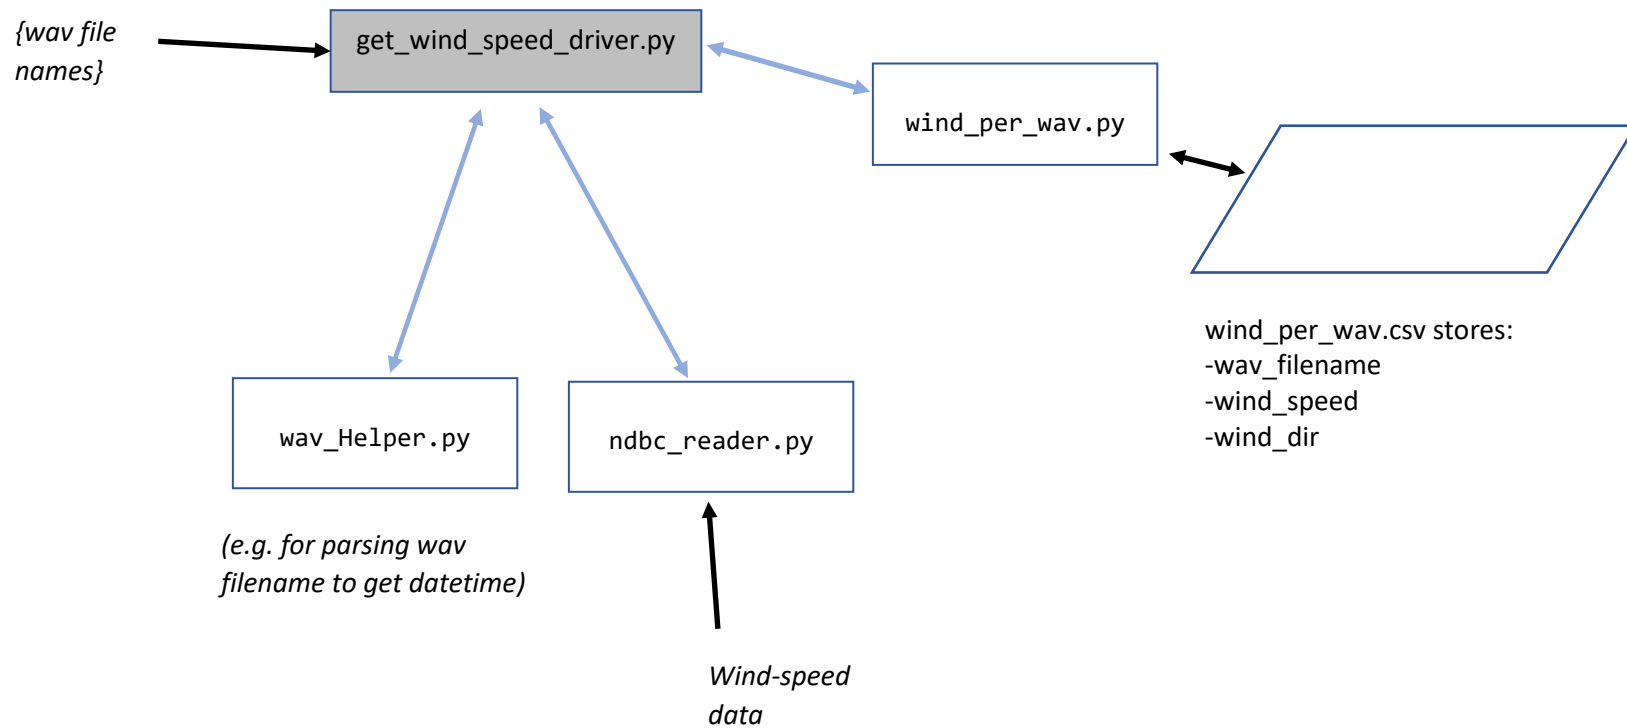 {wav file
names}
get_wind_speed_driver.py
wind_per_wav.py
wind_per_wav.csv stores:
-wav_filename
-wind_speed
-wind_dir
wav_Helper.py
ndbc_reader.py
(e.g. for parsing wav
filename to get datetime)
Wind-speed
data